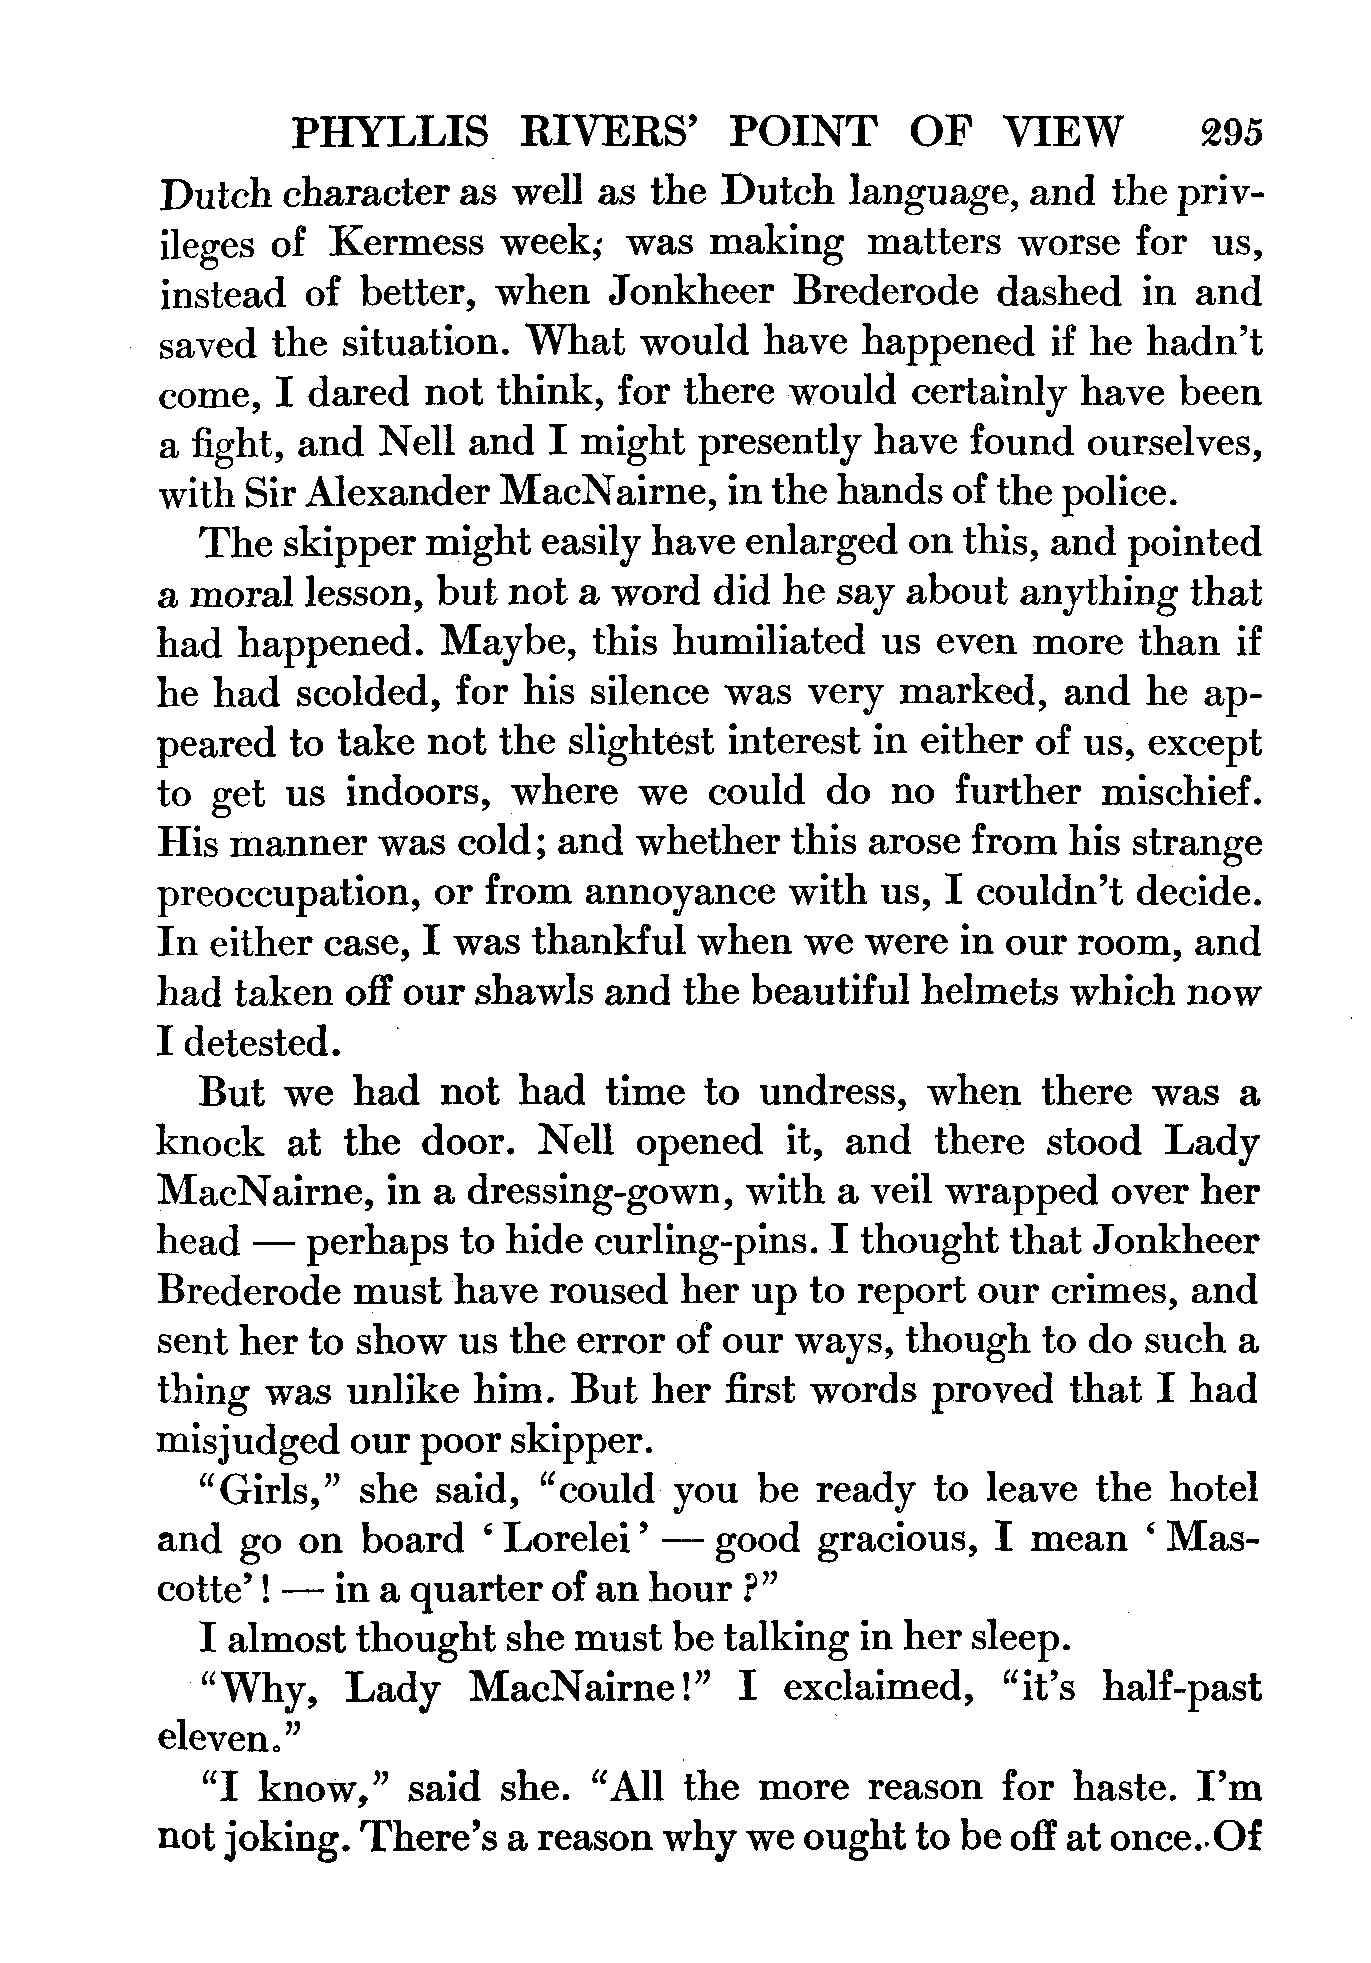 PHYLLIS RIVERS' POINT OF VIEW 295
Dutch character as well as the Dutch language, and the priv-
ileges of Kermess week, was making matters worse for us,
instead of better, when Jonkheer Brederode dashed in and
saved the situation. What would have happened if he hadn't
come, I dared not think, for there would certainly have been
a fight, and Nell and I might presently have found ourselves,
with Sir Alexander MacNairne, in the hands of the police.
The skipper might easily have enlarged on this, and pointed
a moral lesson, but not a word did he say about anything that
had happened. Maybe, this humiliated us even more than if
he had scolded, for his silence was very marked, and he ap-
peared to take not the slightest interest in either of us, except
to get us indoors, where we could do no further mischief.
His manner was cold; and whether this arose from his strange
preoccupation, or from annoyance with us, I couldn't decide.
In either case, I was thankful when we were in our room, and
had taken off our shawls and the beautiful helmets which now
I detested.
But we had not had time to undress, when there was a
knock at the door. Nell opened it, and there stood Lady
MacNairne, in a dressing-gown, with a veil wrapped over her
head — perhaps to hide curling-pins. I thought that Jonkheer
Brederode must have roused her up to report our crimes, and
sent her to show us the error of our ways, though to do such a
thing was unlike him. But her first words proved that I had
misjudged our poor skipper.
"Girls," she said, "could you be ready to leave the hotel
and go on board 'Lorelei' — good gracious, I mean 'Mas-
cotte'! — in a quarter of an hour?"
I almost thought she must be talking in her sleep.
"Why, Lady MacNairne!" I exclaimed, "it's half-past
eleven."
"I know," said she. "All the more reason for haste. I'm
not joking. There's a reason why we ought to be off at once. Of